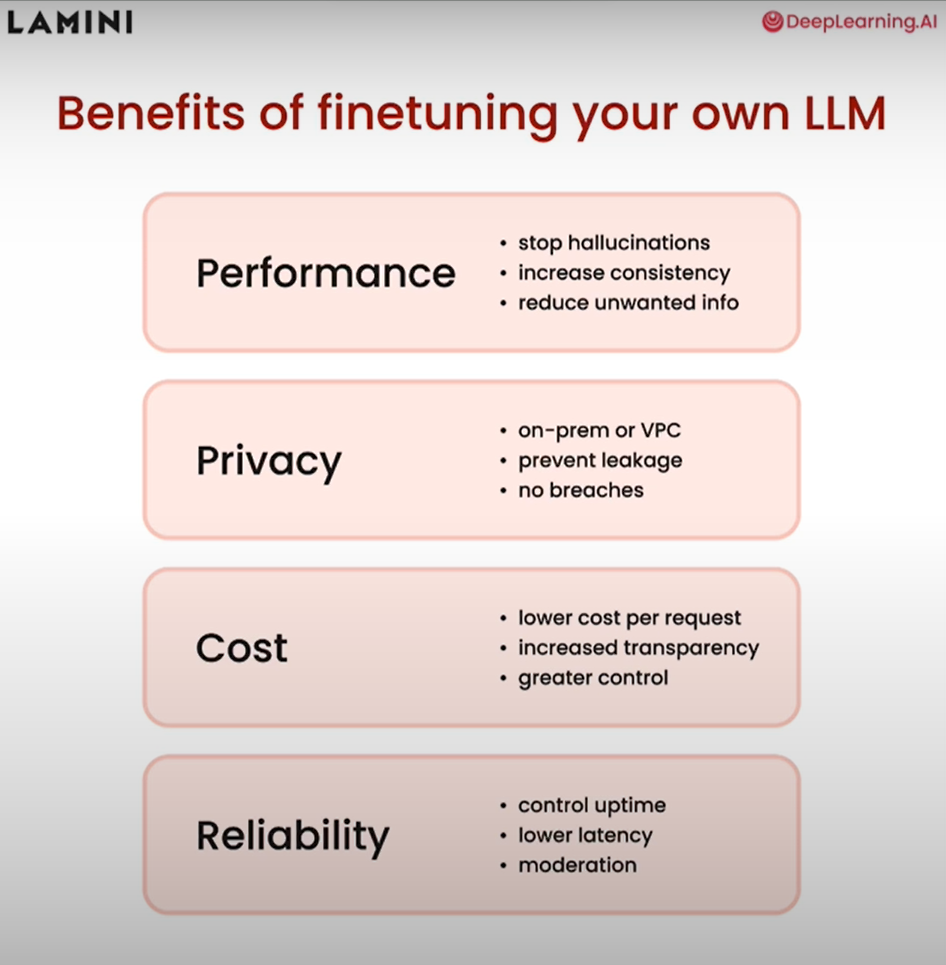 LAMINI
DeepLearning.AI
Benefits of finetuning your own LLM
Performance
• stop hallucinations
• increase consistency
• reduce unwanted info
Privacy
• on-prem or VPC
• prevent leakage
• no breaches
Cost
• lower cost per request
• increased transparency
• greater control
Reliability
• control uptime
• lower latency
• moderation